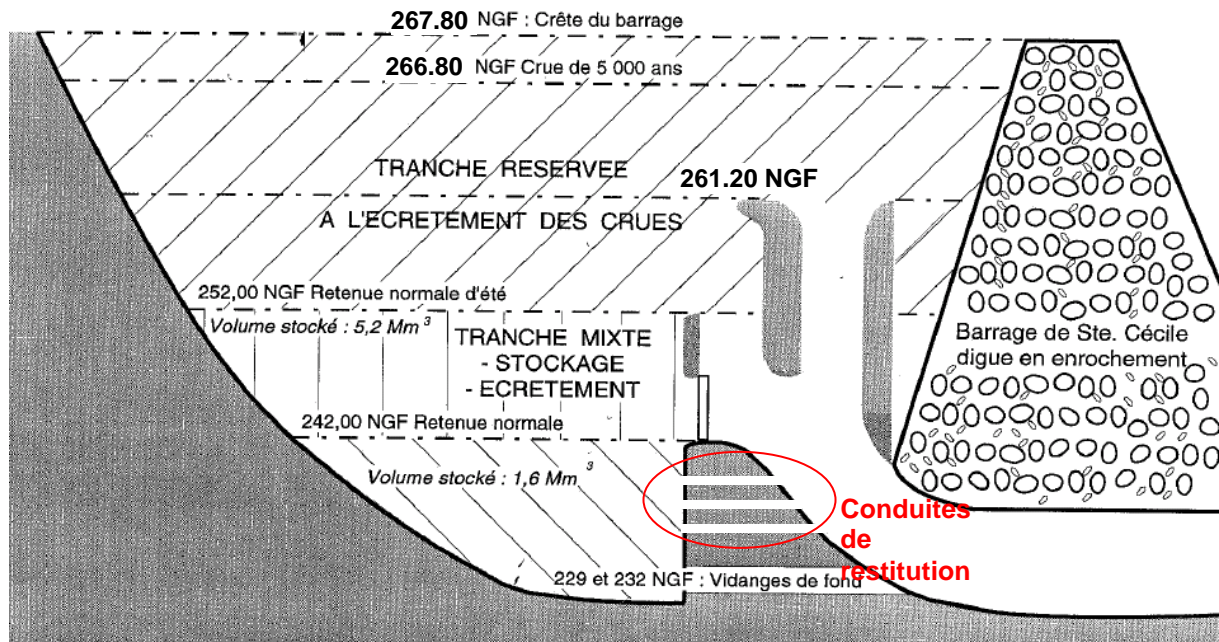 267.80 NGF : Crête du barrage
266.80 NGF Crue de 5 000 ans
TRANCHE RESERVEE
261.20 NGF
A L'ECRETEMENT DES CRUES
252,00 NGF Retenue normale d'été
Volume stocké : 5,2 Mm³
TRANCHE MIXTE
- STOCKAGE
- ECRETEMENT
Barrage de Ste. Cécile
digue en enrochement
242,00 NGF Retenue normale
Volume stocké : 1,6 Mm³
Conduites
de
restitution
229 et 232 NGF : Vidanges de fond